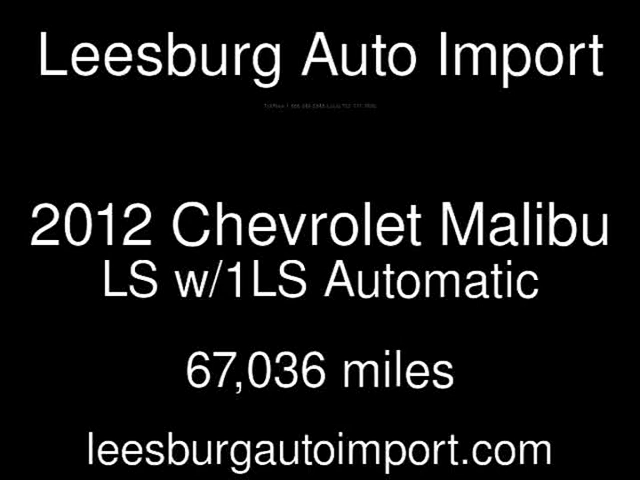 Leesburg Auto Import
2012 Chevrolet Malibu
LS w/1LS Automatic
67,036 miles
leesburgautoimport.com